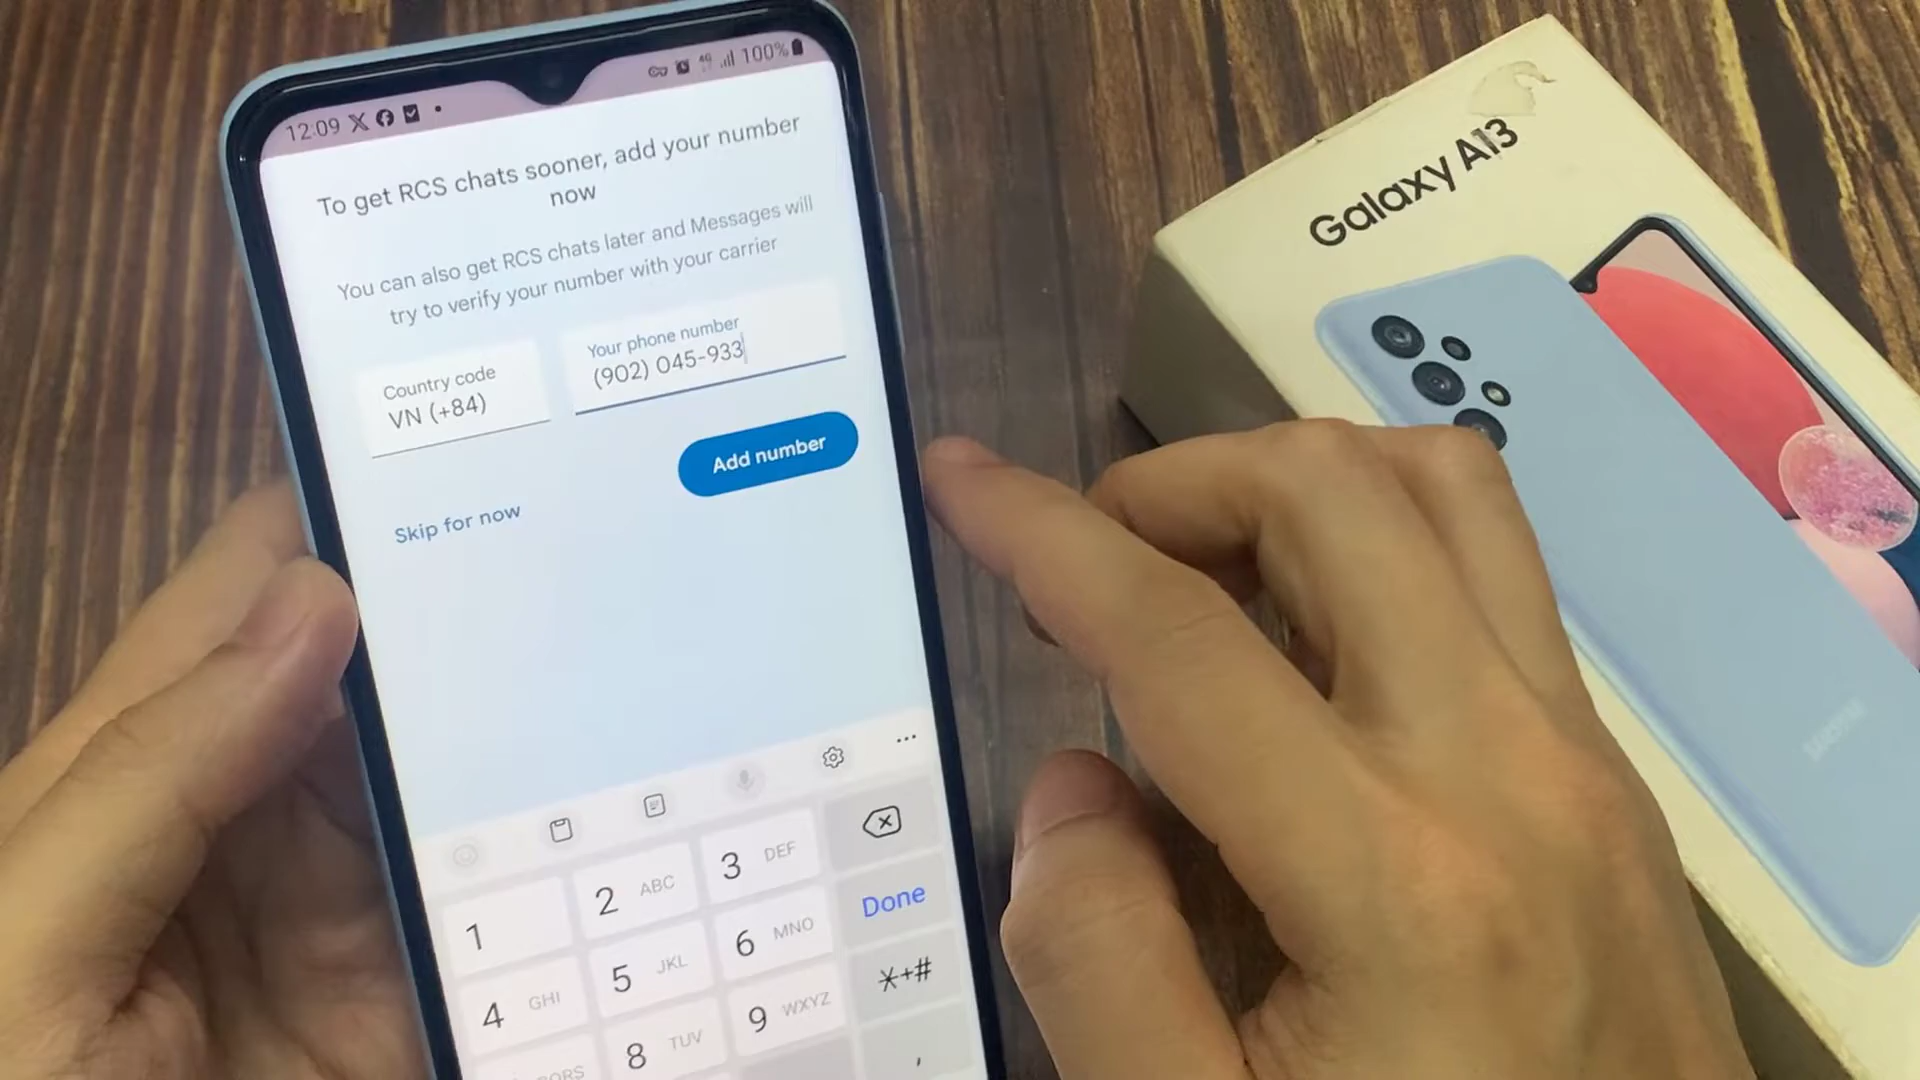 12:09
4G
100%
To get RCS chats sooner, add your number
now
You can also get RCS chats later and Messages will
try to verify your number with your carrier
Country code
VN (+84)
Your phone number
(902) 045-933
Add number
Skip for now
1
2 ABC
3 DEF
4 GHI
5 JKL
6 MNO
Done
8 TUV
9 WXYZ
*+#
,
Galaxy A13
SAMSUNG